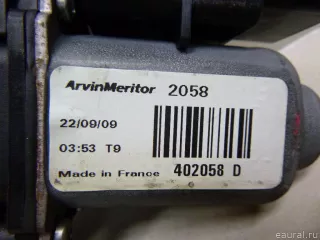 ArvinMeritor 2058
22/09/09
03:53 T9
Made in France 402058 D
© eaural.ru